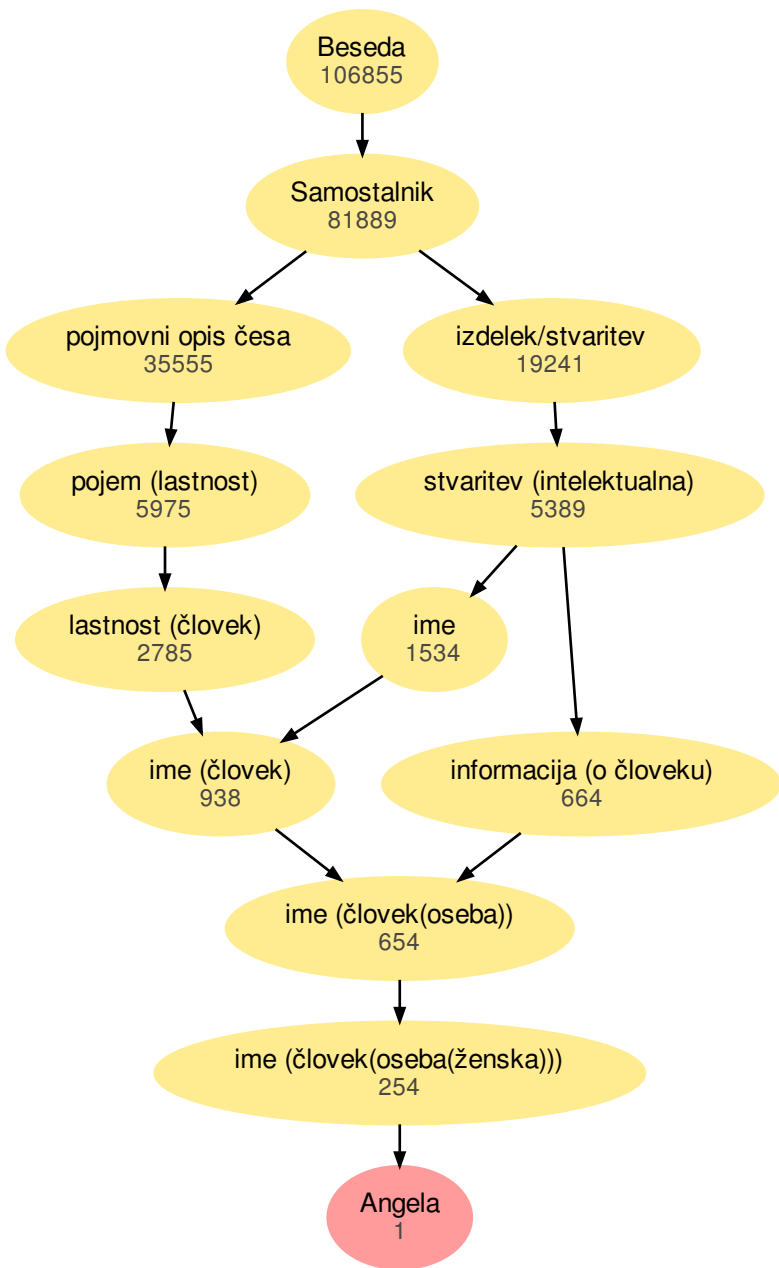 Beseda
106855
Samostalnik
81889
pojmovni opis česa
35555
izdelek/stvaritev
19241
pojem (lastnost)
5975
stvaritev (intelektualna)
5389
lastnost (človek)
2785
ime
1534
ime (človek)
938
informacija (o človeku)
664
ime (človek(oseba))
654
ime (človek(oseba(ženska)))
254
Angela
1